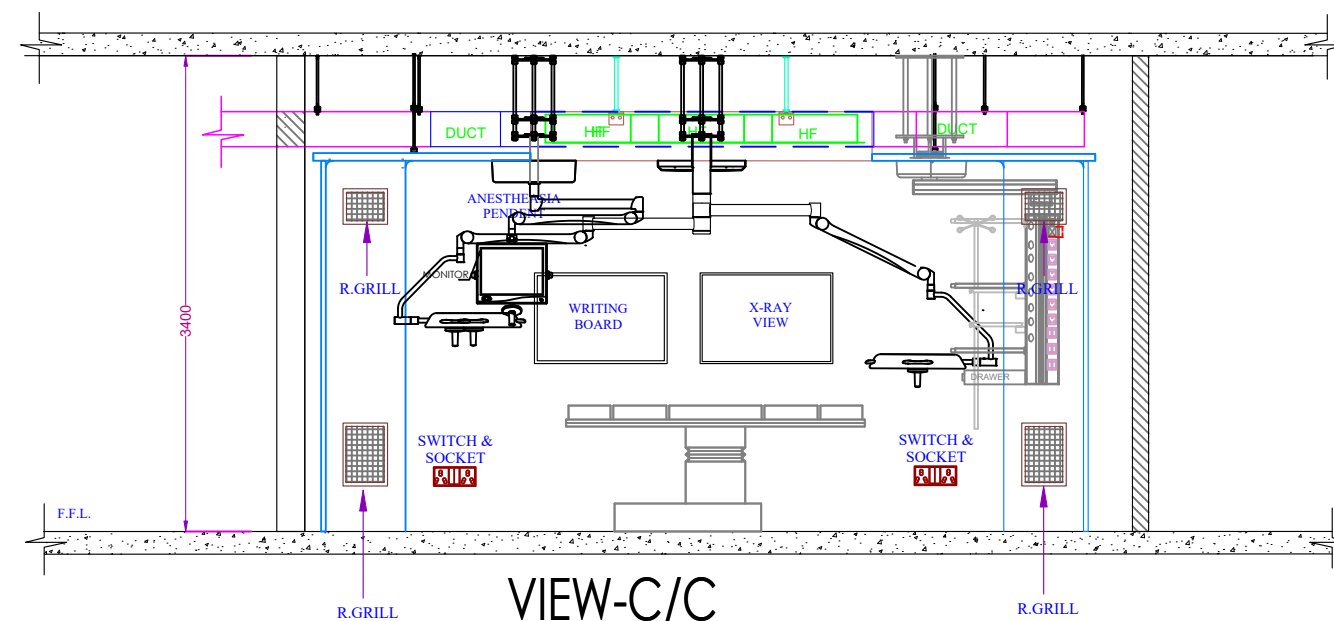 DUCT
HF
HF
HF
DUCT
ANESTHEASIA
PENDENT
MONITOR
R.GRILL
R.GRILL
WRITING
BOARD
X-RAY
VIEW
3400
DRAWER
SWITCH &
SOCKET
SWITCH &
SOCKET
F.F.L.
VIEW-C/C
R.GRILL
R.GRILL